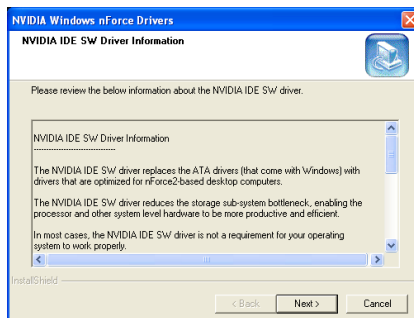 NVIDIA Windows nForce Drivers
NVIDIA IDE SW Driver Information
Please review the below information about the NVIDIA IDE SW driver.
NVIDIA IDE SW Driver Information
--------------------------------
The NVIDIA IDE SW driver replaces the ATA drivers (that come with Windows) with
drivers that are optimized for nForce2-based desktop computers.
The NVIDIA IDE SW driver reduces the storage sub-system bottleneck, enabling the
processor and other system level hardware to be more productive and efficient.
In most cases, the NVIDIA IDE SW driver is not a requirement for your operating
system to work properly.
InstallShield
< Back
Next >
Cancel